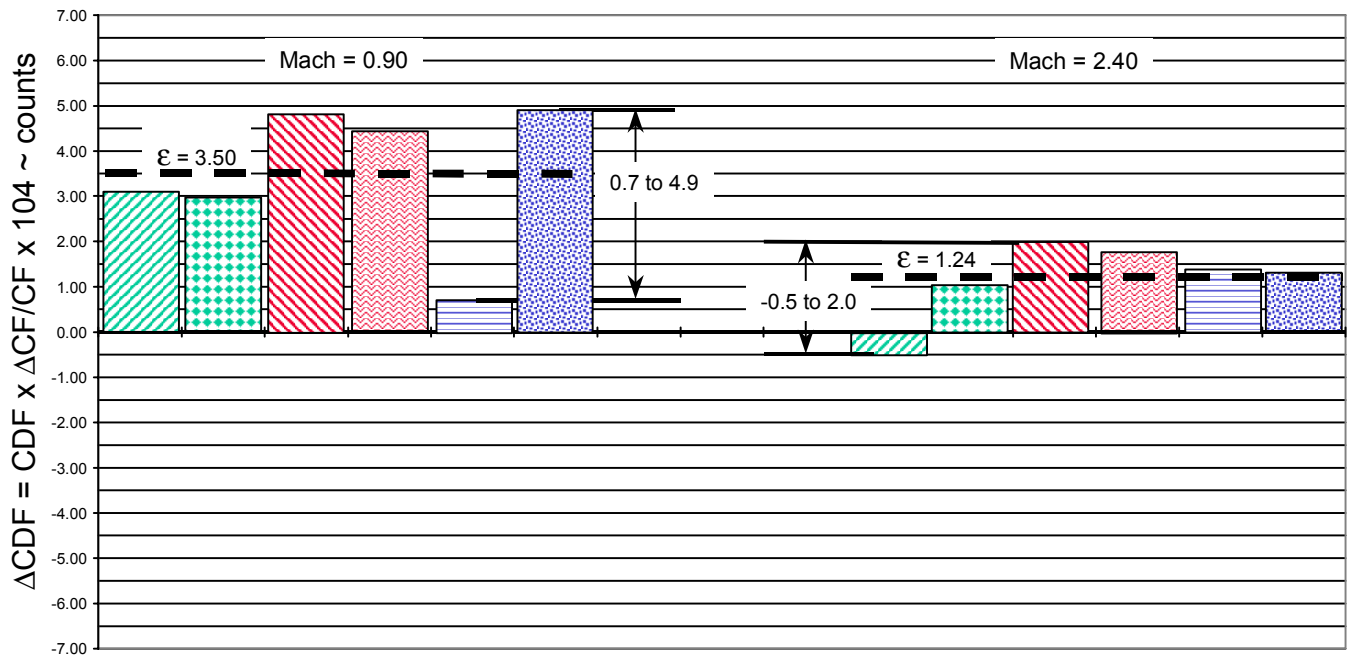 ΔCDF = CDF x ΔCF/CF x 104 ~ counts
7.00
6.00
5.00
4.00
3.00
2.00
1.00
0.00
-1.00
-2.00
-3.00
-4.00
-5.00
-6.00
-7.00
Mach = 0.90
ε = 3.50
0.7 to 4.9
Mach = 2.40
ε = 1.24
-0.5 to 2.0